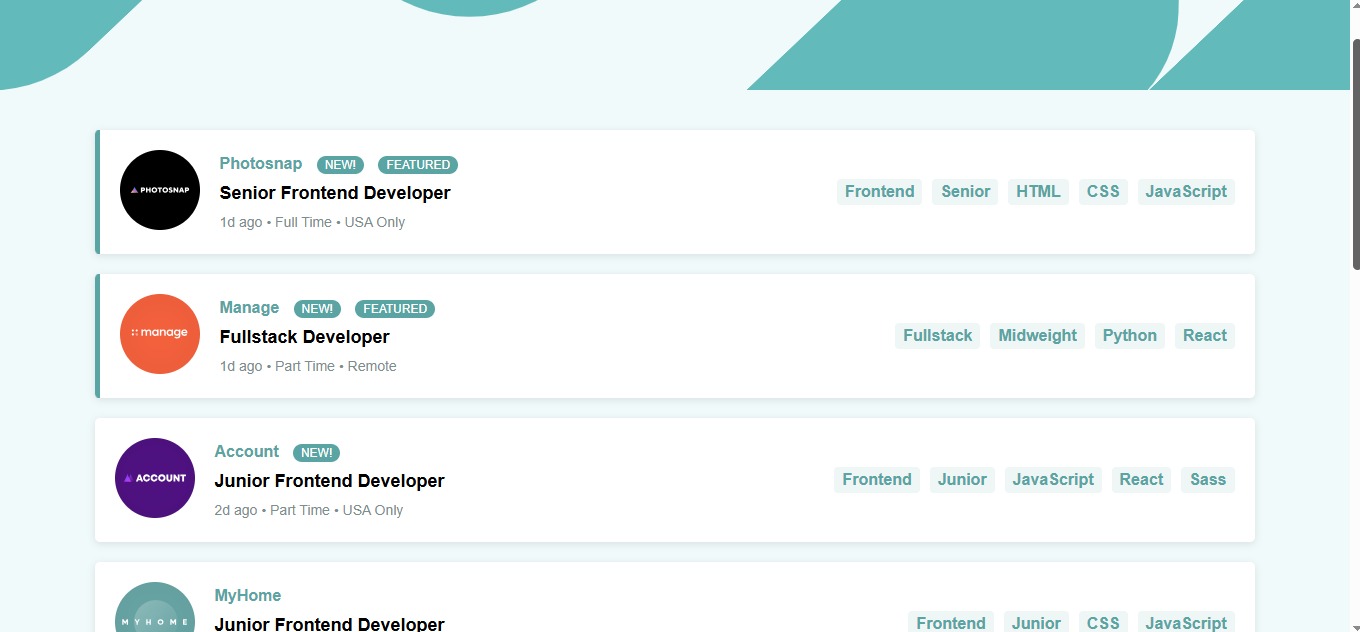 PHOTOSNAP
Photosnap NEW! FEATURED
Senior Frontend Developer
1d ago • Full Time • USA Only
Frontend Senior HTML CSS JavaScript
manage
Manage NEW! FEATURED
Fullstack Developer
1d ago • Part Time • Remote
Fullstack Midweight Python React
ACCOUNT
Account NEW!
Junior Frontend Developer
2d ago • Part Time • USA Only
Frontend Junior JavaScript React Sass
MYHOME
MyHome
Junior Frontend Developer
Frontend Junior CSS JavaScript